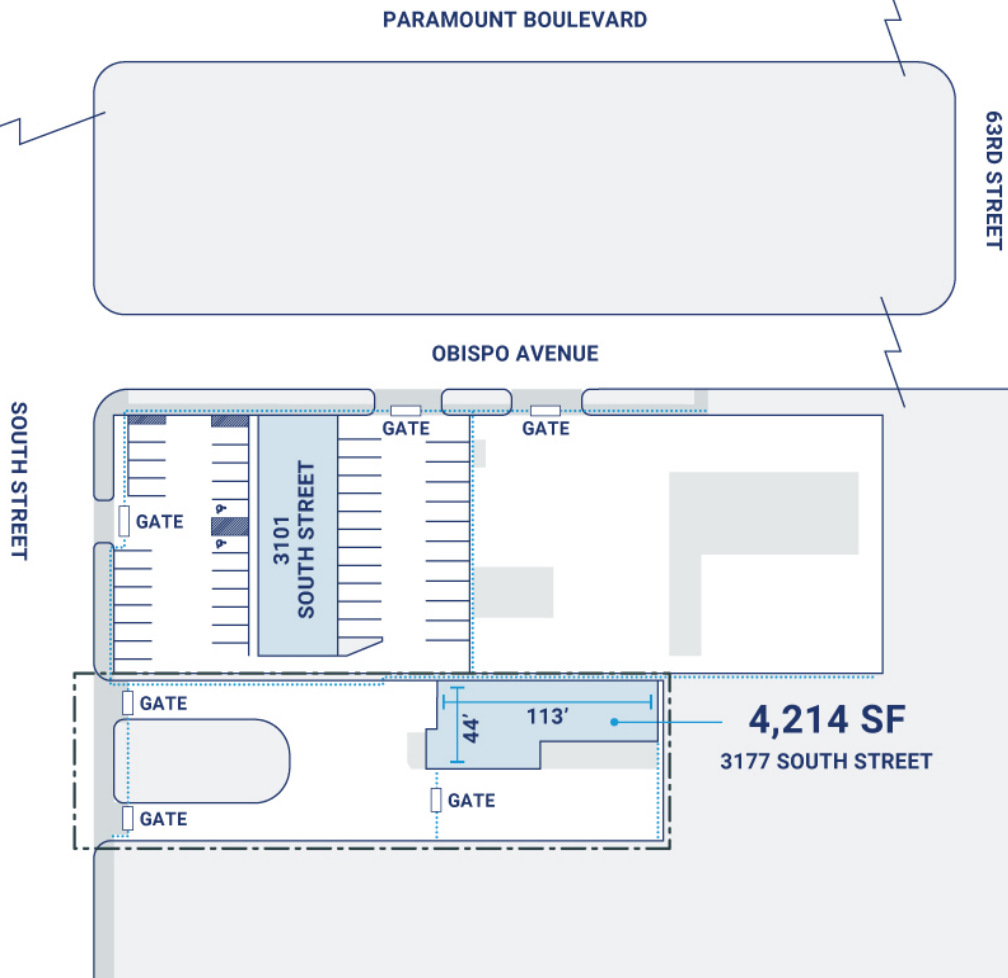 PARAMOUNT BOULEVARD
63RD STREET
OBISPO AVENUE
SOUTH STREET
GATE
GATE
GATE
3101
SOUTH STREET
GATE
113’
44’
4,214 SF
3177 SOUTH STREET
GATE
GATE